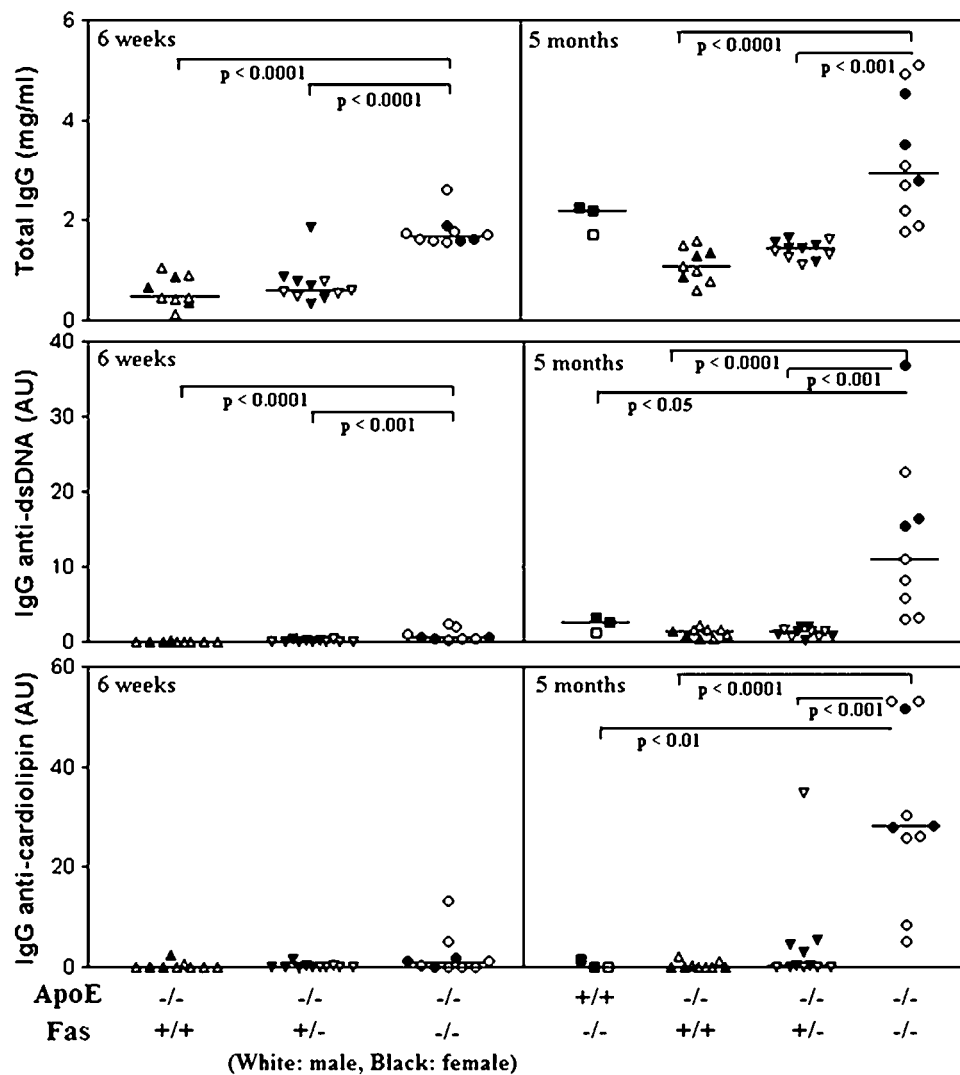 6 weeks
5 months
p < 0.0001
p < 0.0001
p < 0.0001
p < 0.001
Total IgG (mg/ml)
6
4
2
0
6 weeks
5 months
p < 0.0001
p < 0.001
p < 0.0001
p < 0.001
p < 0.05
IgG anti-dsDNA (AU)
40
30
20
10
0
6 weeks
5 months
p < 0.0001
p < 0.001
p < 0.01
IgG anti-cardiolipin (AU)
60
40
20
0
ApoE -/- -/- -/- +/+ -/- -/- -/-
Fas +/+ +/- -/- -/- +/+ +/- -/-
(White: male, Black: female)